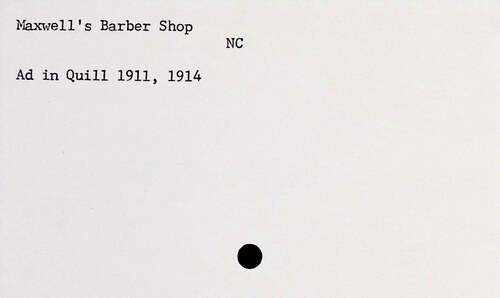 Maxwell's Barber Shop
NC
Ad in Quill 1911, 1914